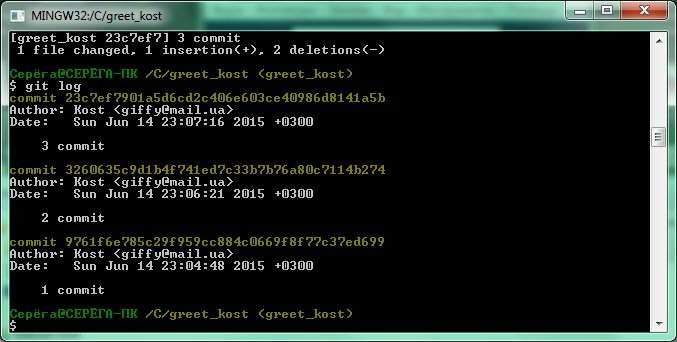 MINGW32:/C/greet_kost
[greet_kost 23c7ef7] 3 commit
1 file changed, 1 insertion(+), 2 deletions(-)
Серёга@СЕРЁГА-ПК /C/greet_kost (greet_kost)
$ git log
commit 23c7ef7901a5d6cd2c406e603ce40986d8141a5b
Author: Kost <giffy@mail.ua>
Date:   Sun Jun 14 23:07:16 2015 +0300
3 commit
commit 3260635c9d1b4f741ed7c33b7b76a80c7114b274
Author: Kost <giffy@mail.ua>
Date:   Sun Jun 14 23:06:21 2015 +0300
2 commit
commit 9761f6e785c29f959cc884c0669f8f77c37ed699
Author: Kost <giffy@mail.ua>
Date:   Sun Jun 14 23:04:48 2015 +0300
1 commit
Серёга@СЕРЁГА-ПК /C/greet_kost (greet_kost)
$